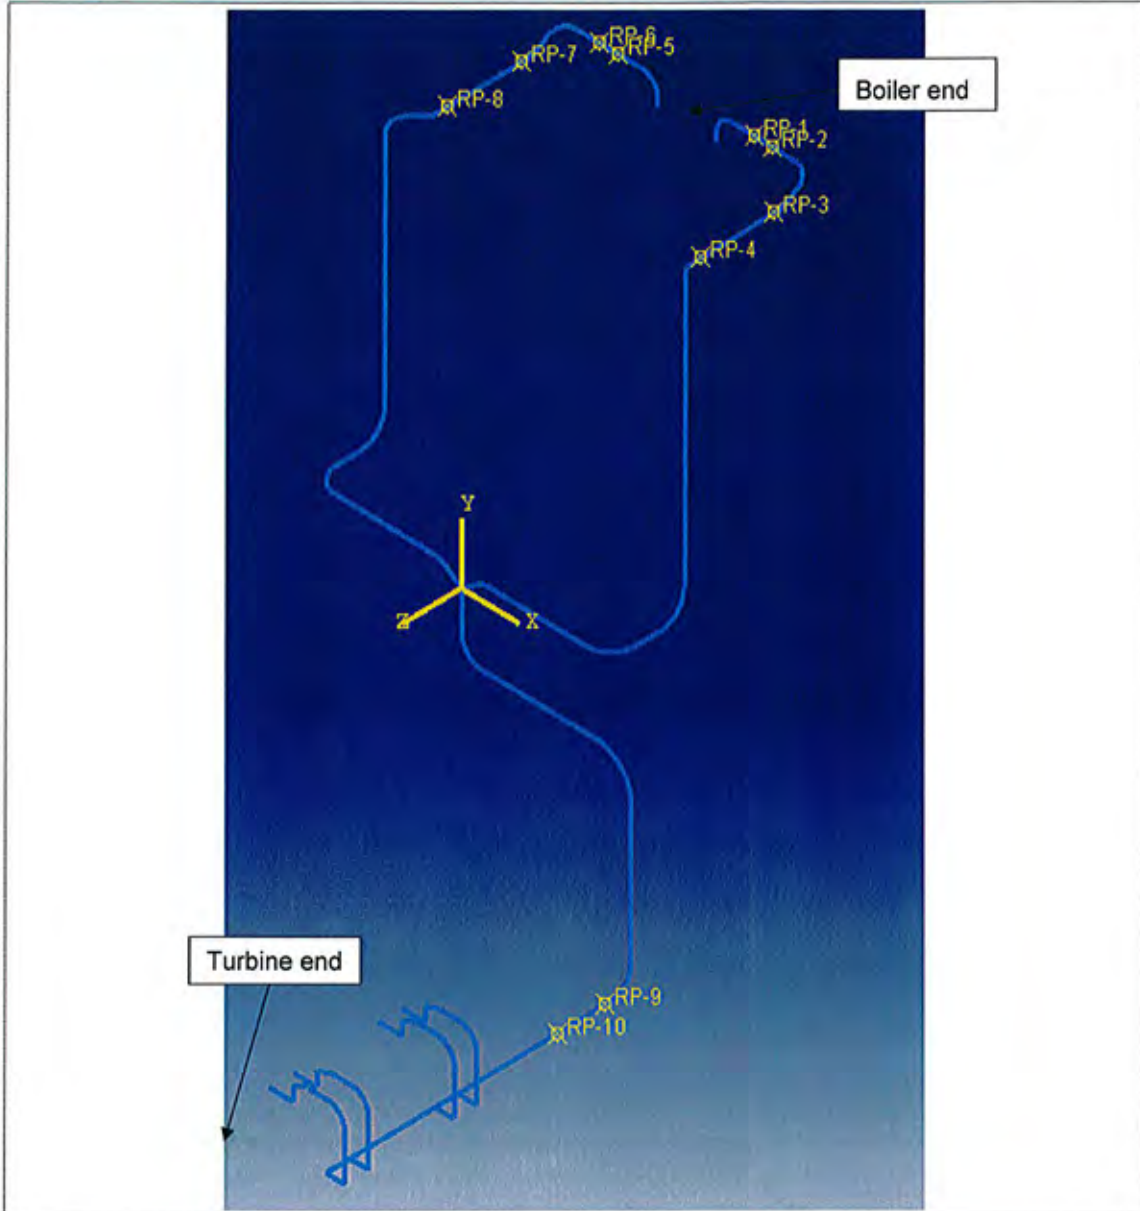 RP-6
RP-5
RP-7
RP-8
Boiler end
RP-1
RP-2
RP-3
RP-4
Y
Z
X
Turbine end
RP-9
RP-10